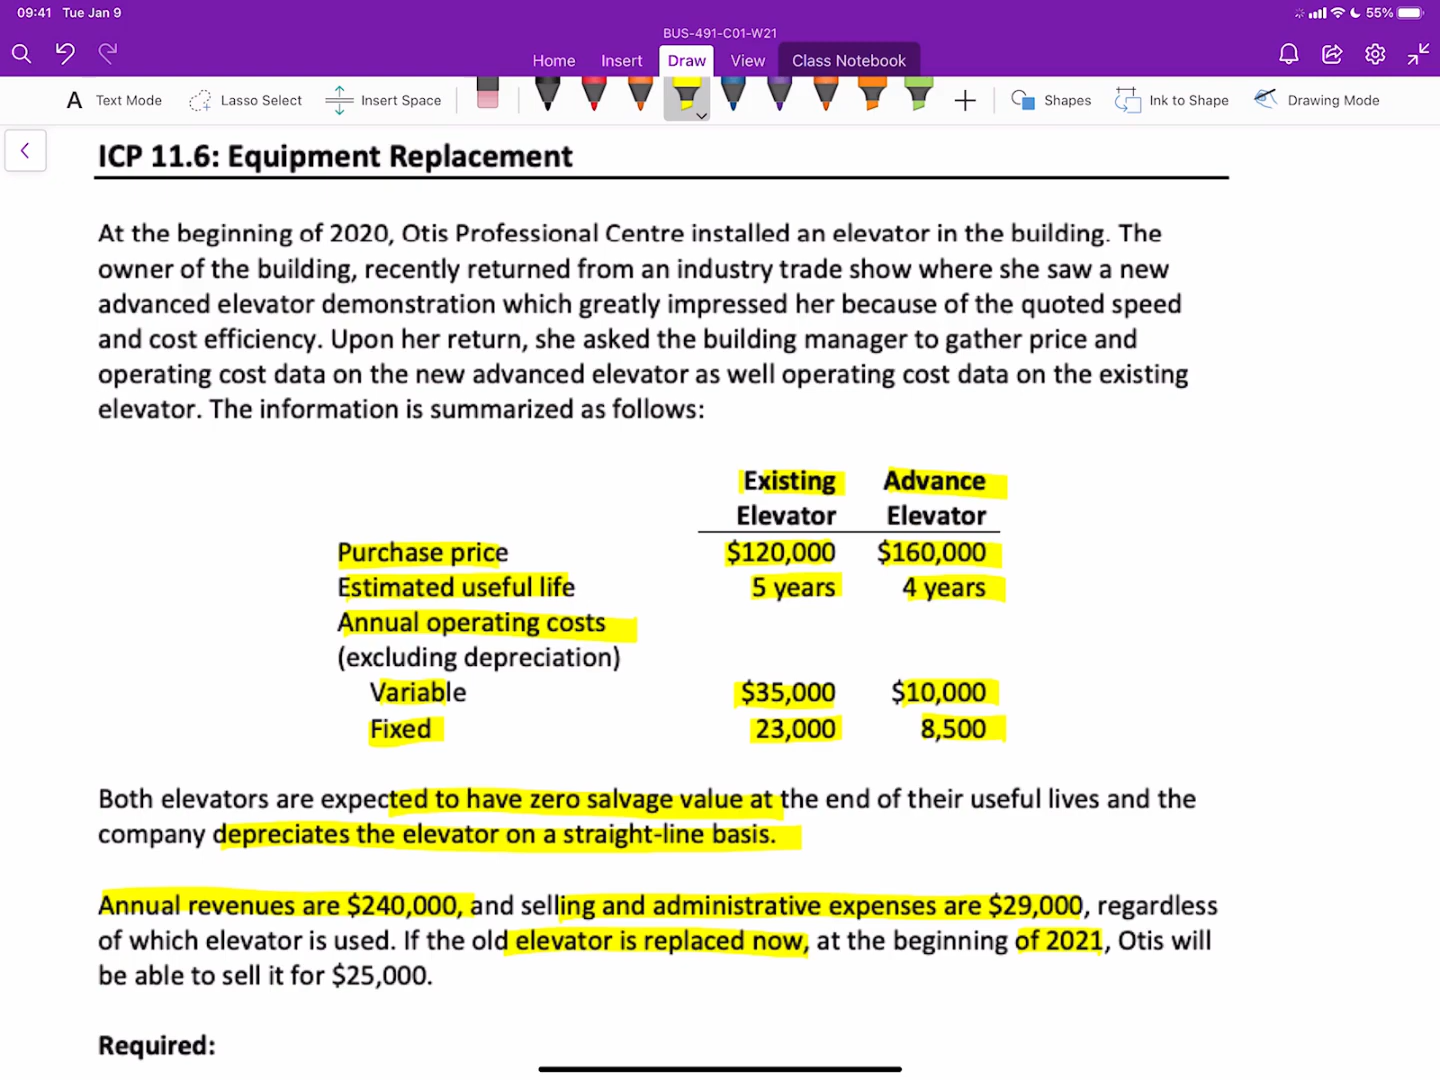 09:41 Tue Jan 9
55%
BUS-491-C01-W21
Home Insert Draw View Class Notebook
A Text Mode Lasso Select Insert Space Shapes Ink to Shape Drawing Mode
ICP 11.6: Equipment Replacement
At the beginning of 2020, Otis Professional Centre installed an elevator in the building. The
owner of the building, recently returned from an industry trade show where she saw a new
advanced elevator demonstration which greatly impressed her because of the quoted speed
and cost efficiency. Upon her return, she asked the building manager to gather price and
operating cost data on the new advanced elevator as well operating cost data on the existing
elevator. The information is summarized as follows:
Existing Advance
Elevator Elevator
Purchase price $120,000 $160,000
Estimated useful life 5 years 4 years
Annual operating costs
(excluding depreciation)
Variable $35,000 $10,000
Fixed 23,000 8,500
Both elevators are expected to have zero salvage value at the end of their useful lives and the
company depreciates the elevator on a straight-line basis.
Annual revenues are $240,000, and selling and administrative expenses are $29,000, regardless
of which elevator is used. If the old elevator is replaced now, at the beginning of 2021, Otis will
be able to sell it for $25,000.
Required: